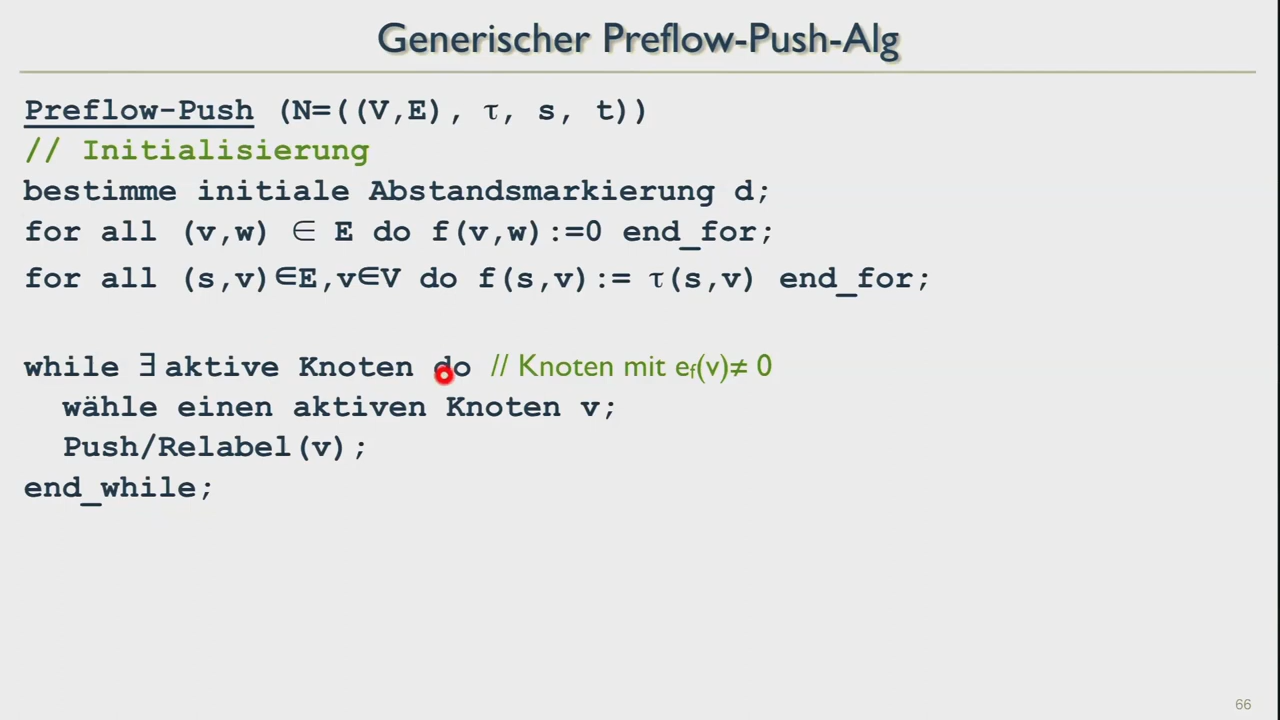 Generischer Preflow-Push-Alg
Preflow-Push (N=((V,E), τ, s, t))
// Initialisierung
bestimme initiale Abstandsmarkierung d;
for all (v,w) ∈ E do f(v,w):=0 end_for;
for all (s,v)∈E,v∈V do f(s,v):= τ(s,v) end_for;
while ∃ aktive Knoten do // Knoten mit ef(v)≠ 0
wähle einen aktiven Knoten v;
Push/Relabel(v);
end_while;
66